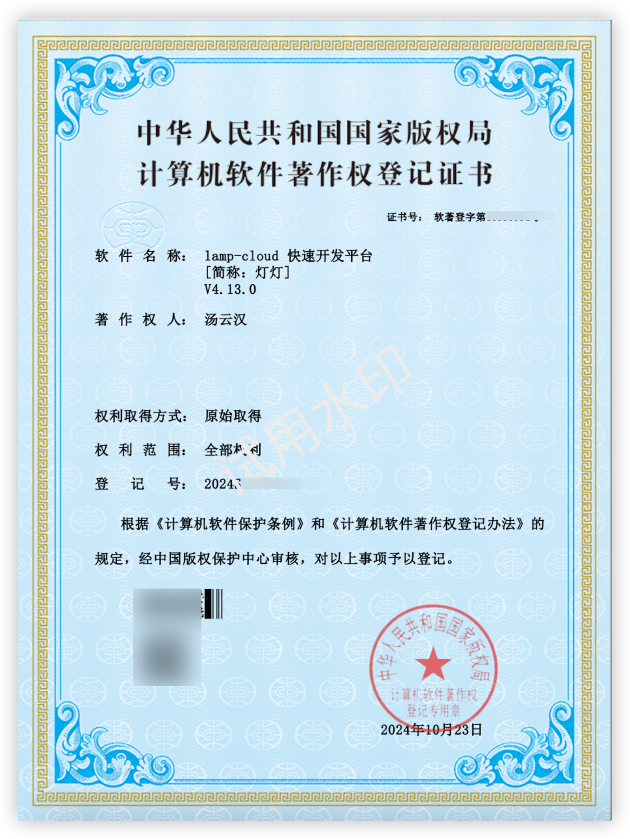 中华人民共和国国家版权局
计算机软件著作权登记证书
证书号： 软著登字第
软件名称： lamp-cloud 快速开发平台
[简称：灯灯]
V4.13.0
著作权人： 汤云汉
权利取得方式： 原始取得
权利范围： 全部权利
登记号： 2024S
根据《计算机软件保护条例》和《计算机软件著作权登记办法》的
规定，经中国版权保护中心审核，对以上事项予以登记。
试用水印
中华人民共和国国家版权局
计算机软件著作权
登记专用章
2024年10月23日